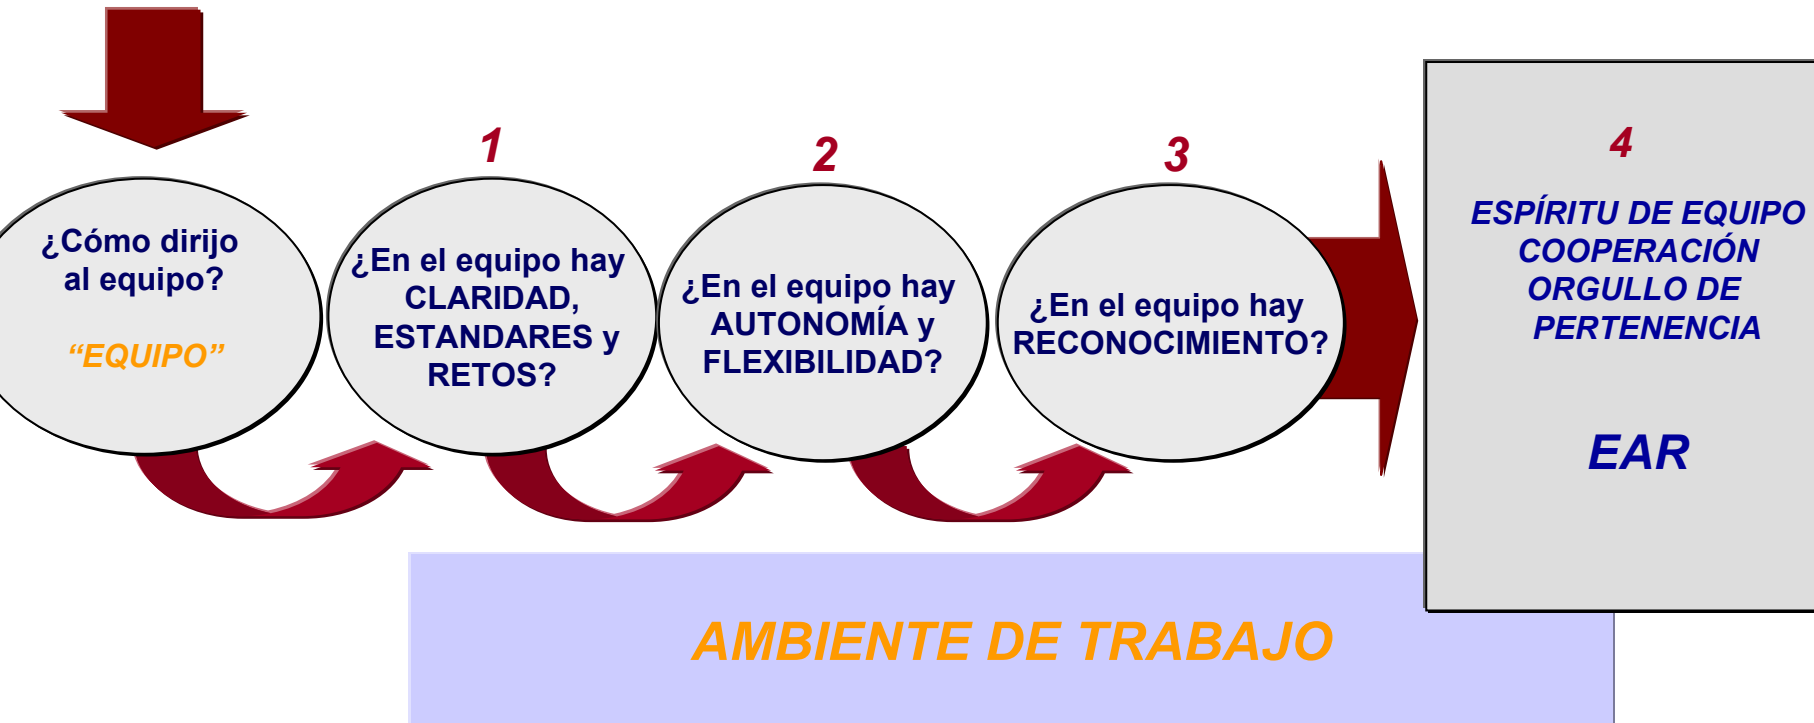 ¿Cómo dirijo
al equipo?
“EQUIPO”
1
¿En el equipo hay
CLARIDAD,
ESTANDARES y
RETOS?
2
¿En el equipo hay
AUTONOMÍA y
FLEXIBILIDAD?
3
¿En el equipo hay
RECONOCIMIENTO?
4
ESPÍRITU DE EQUIPO
COOPERACIÓN
ORGULLO DE
PERTENENCIA
EAR
AMBIENTE DE TRABAJO